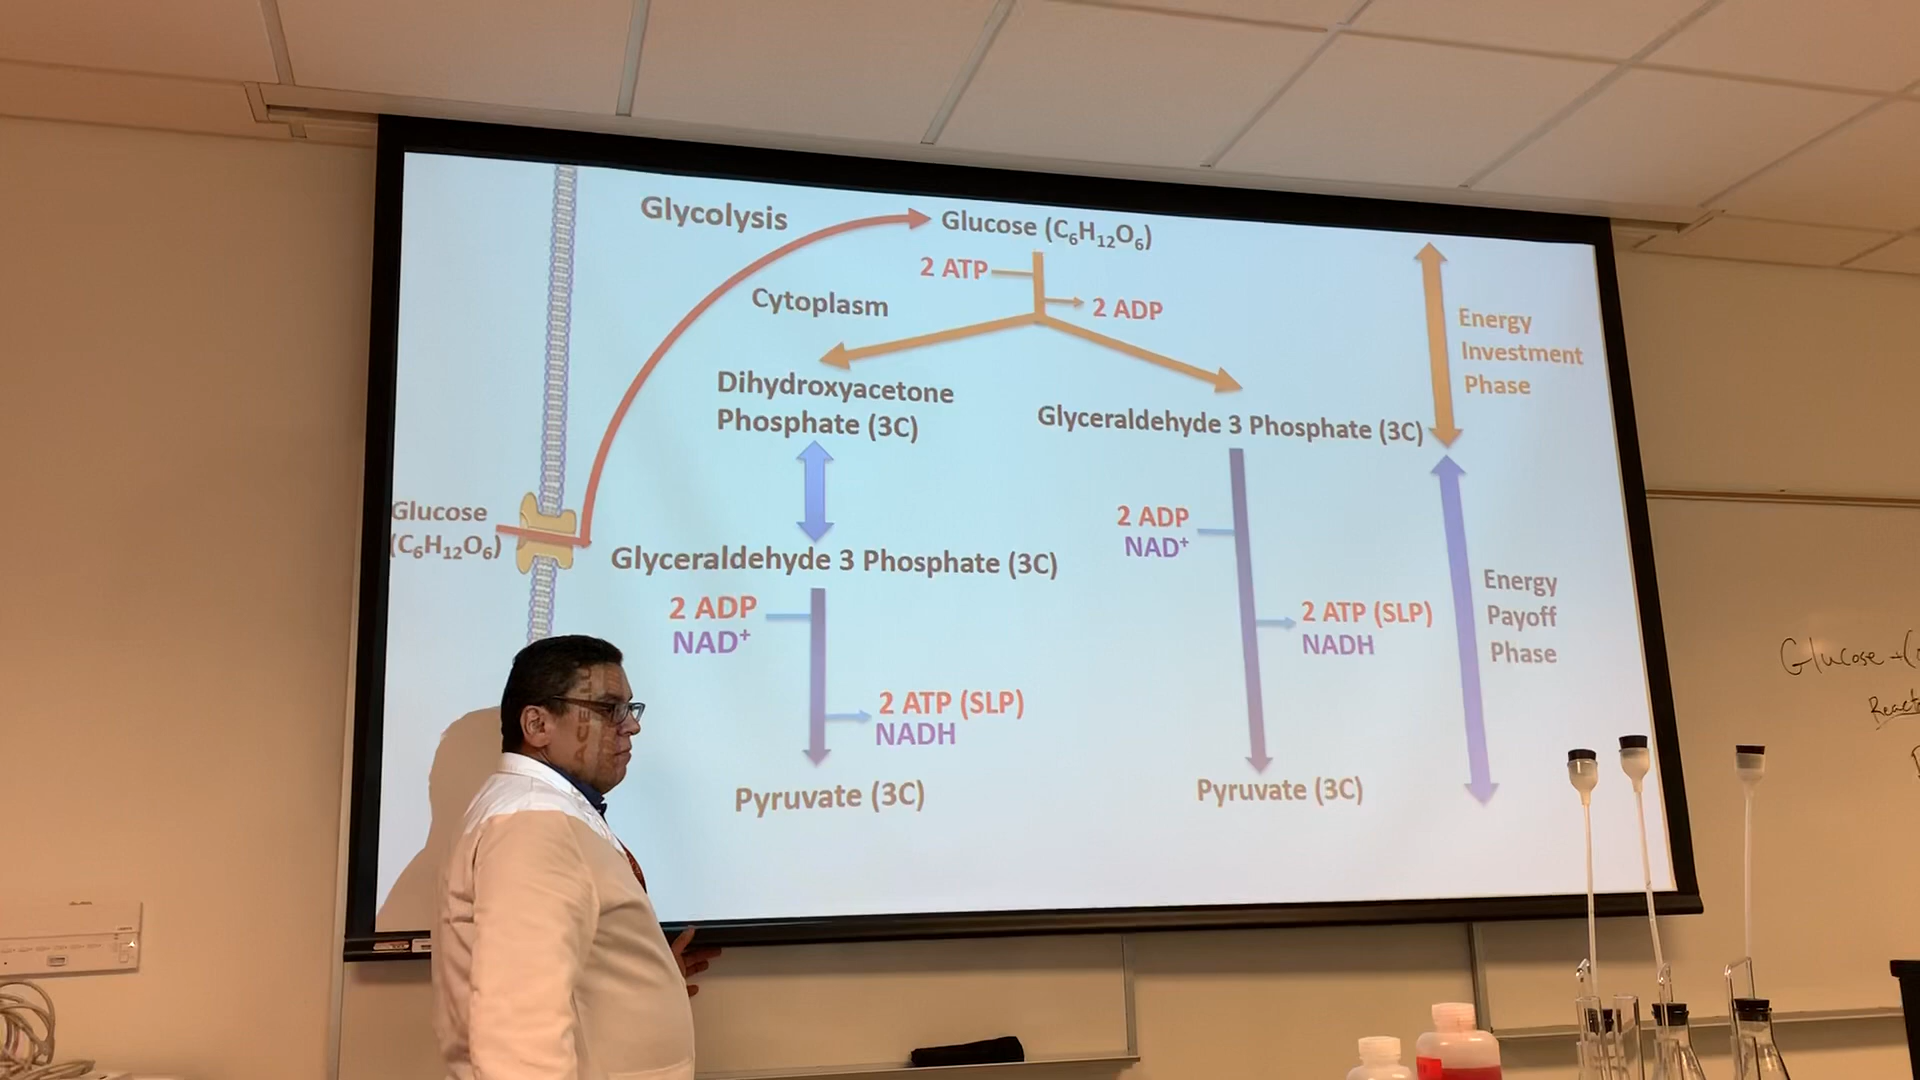 Glycolysis
Glucose (C₆H₁₂O₆)
2 ATP
2 ADP
Cytoplasm
Energy
Investment
Phase
Dihydroxyacetone
Phosphate (3C)
Glyceraldehyde 3 Phosphate (3C)
Glucose
(C₆H₁₂O₆)
Glyceraldehyde 3 Phosphate (3C)
2 ADP
NAD⁺
2 ATP (SLP)
NADH
Pyruvate (3C)
2 ADP
NAD⁺
2 ATP (SLP)
NADH
Pyruvate (3C)
Energy
Payoff
Phase
Glucose +